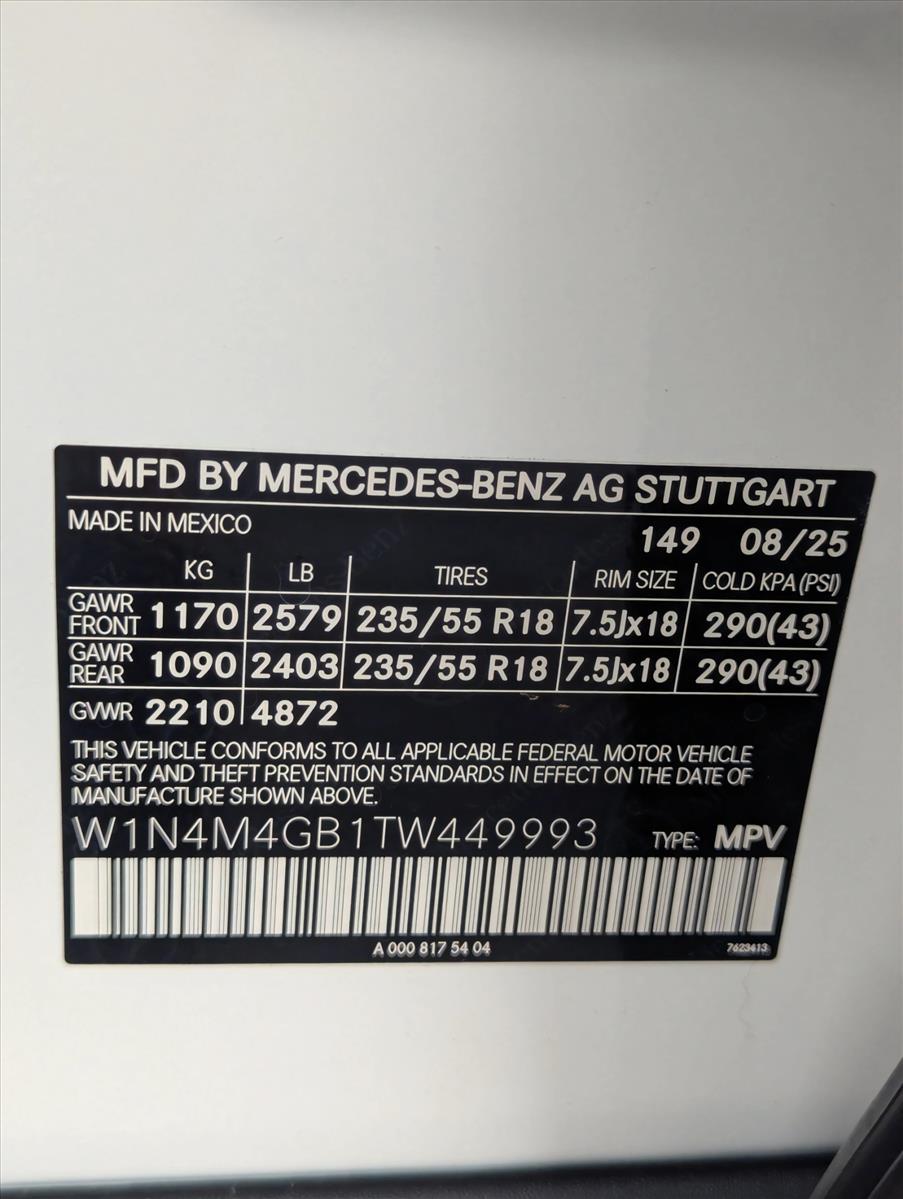 MFD BY MERCEDES-BENZ AG STUTTGART
MADE IN MEXICO
149 08/25
KG LB TIRES RIM SIZE COLD KPA (PSI)
GAWR FRONT 1170 2579 235/55 R18 7.5Jx18 290(43)
GAWR REAR 1090 2403 235/55 R18 7.5Jx18 290(43)
GVWR 2210 4872
THIS VEHICLE CONFORMS TO ALL APPLICABLE FEDERAL MOTOR VEHICLE
SAFETY AND THEFT PREVENTION STANDARDS IN EFFECT ON THE DATE OF
MANUFACTURE SHOWN ABOVE.
W1N4M4GB1TW449993 TYPE: MPV
A 000 817 54 04 7623413